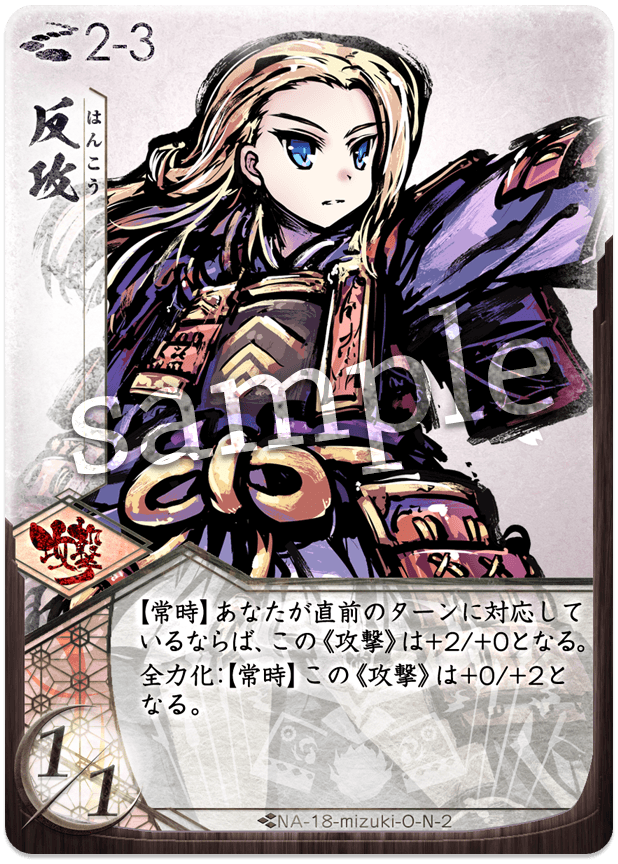 2-3
反攻
はんこう
sample
攻撃
【常時】あなたが直前のターンに対応して
いるならば、この《攻撃》は+2/+0となる。
全力化:【常時】この《攻撃》は+0/+2と
なる。
1/1
NA-18-mizuki-O-N-2